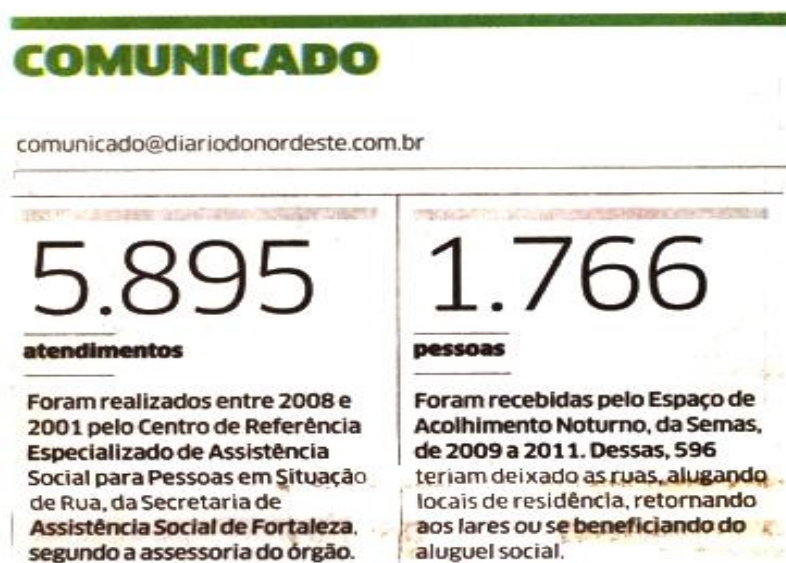 COMUNICADO
comunicado@diariodonordeste.com.br
5.895
atendimentos
Foram realizados entre 2008 e
2001 pelo Centro de Referência
Especializado de Assistência
Social para Pessoas em Situação
de Rua, da Secretaria de
Assistência Social de Fortaleza,
segundo a assessoria do órgão.
1.766
pessoas
Foram recebidas pelo Espaço de
Acolhimento Noturno, da Semas,
de 2009 a 2011. Dessas, 596
teriam deixado as ruas, alugando
locais de residência, retornando
aos lares ou se beneficiando do
aluguel social.